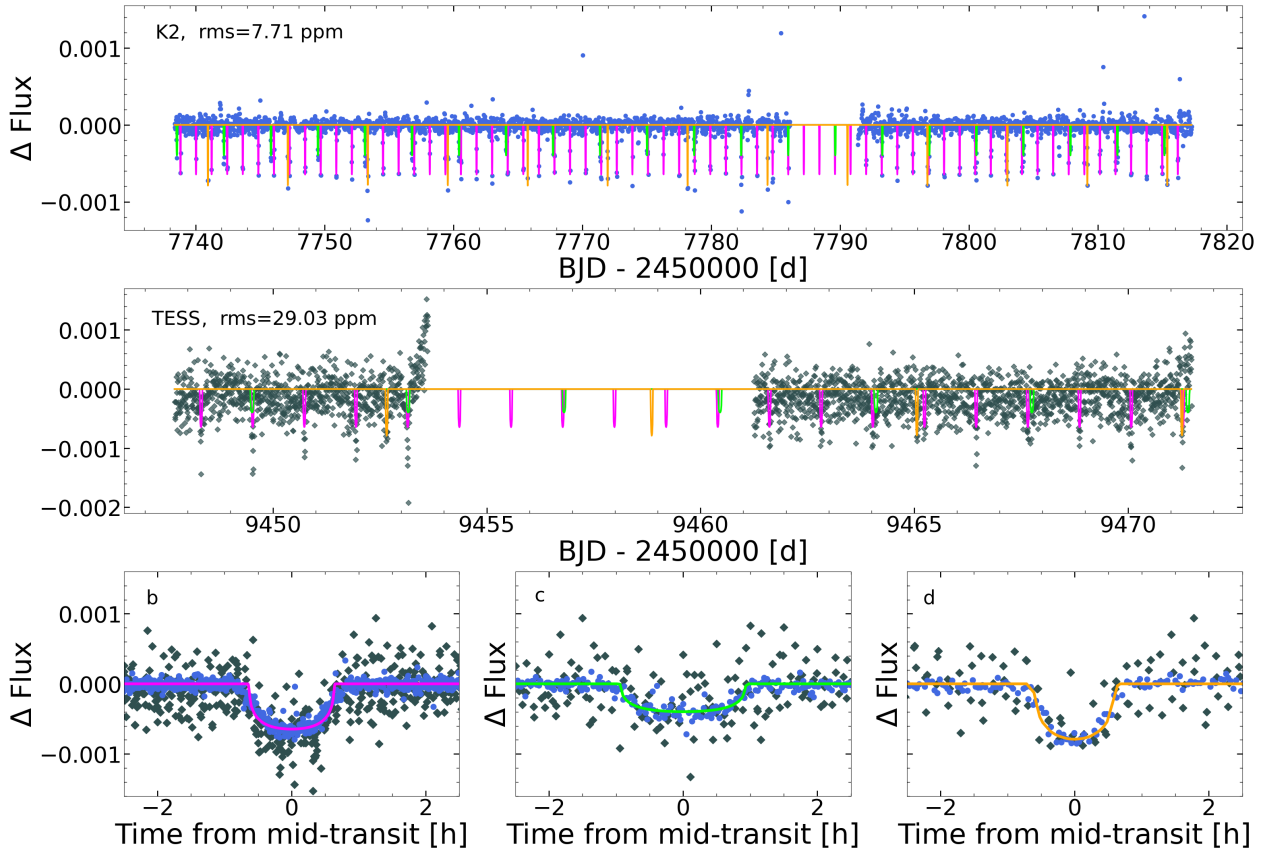 K2, rms=7.71 ppm
0.001
0.000
−0.001
Δ Flux
7740 7750 7760 7770 7780 7790 7800 7810 7820
BJD - 2450000 [d]
TESS, rms=29.03 ppm
0.001
0.000
−0.001
−0.002
Δ Flux
9450 9455 9460 9465 9470
BJD - 2450000 [d]
b
0.001
0.000
−0.001
Δ Flux
−2 0 2
Time from mid-transit [h]
c
Δ Flux
−2 0 2
Time from mid-transit [h]
d
Δ Flux
−2 0 2
Time from mid-transit [h]